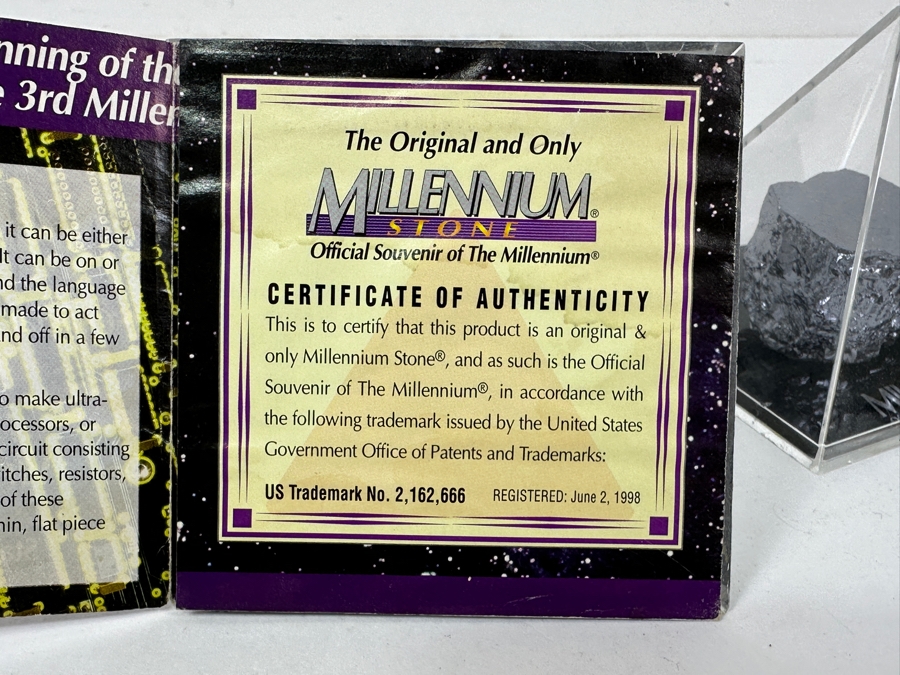 nning of th
e 3rd Miller
it can be either
It can be on or
nd the language
made to act
nd off in a few
o make ultra-
ocessors, or
circuit consisting
itches, resistors,
of these
hin, flat piece
The Original and Only
MILLENNIUM®
STONE
Official Souvenir of The Millennium®
CERTIFICATE OF AUTHENTICITY
This is to certify that this product is an original &
only Millennium Stone®, and as such is the Official
Souvenir of The Millennium®, in accordance with
the following trademark issued by the United States
Government Office of Patents and Trademarks:
US Trademark No. 2,162,666 REGISTERED: June 2, 1998